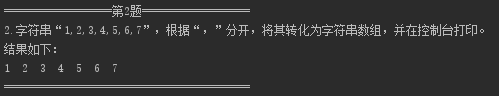 ═══════════════第2题═══════════════
2.字符串“1,2,3,4,5,6,7”，根据“，”分开，将其转化为字符串数组，并在控制台打印。
结果如下：
1  2  3  4  5  6  7
═══════════════════════════════════